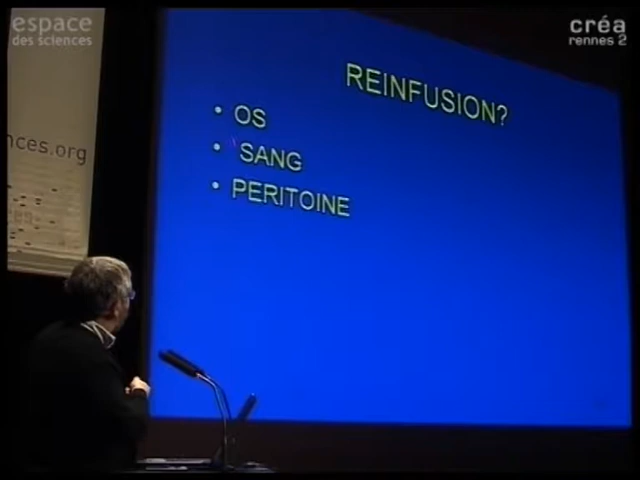 espace
des sciences
créa
rennes 2
nces.org
REINFUSION?
• OS
• SANG
• PERITOINE